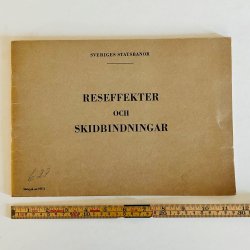 SVERIGES STATSBANOR
RESEFFEKTER
OCH
SKIDBINDNINGAR